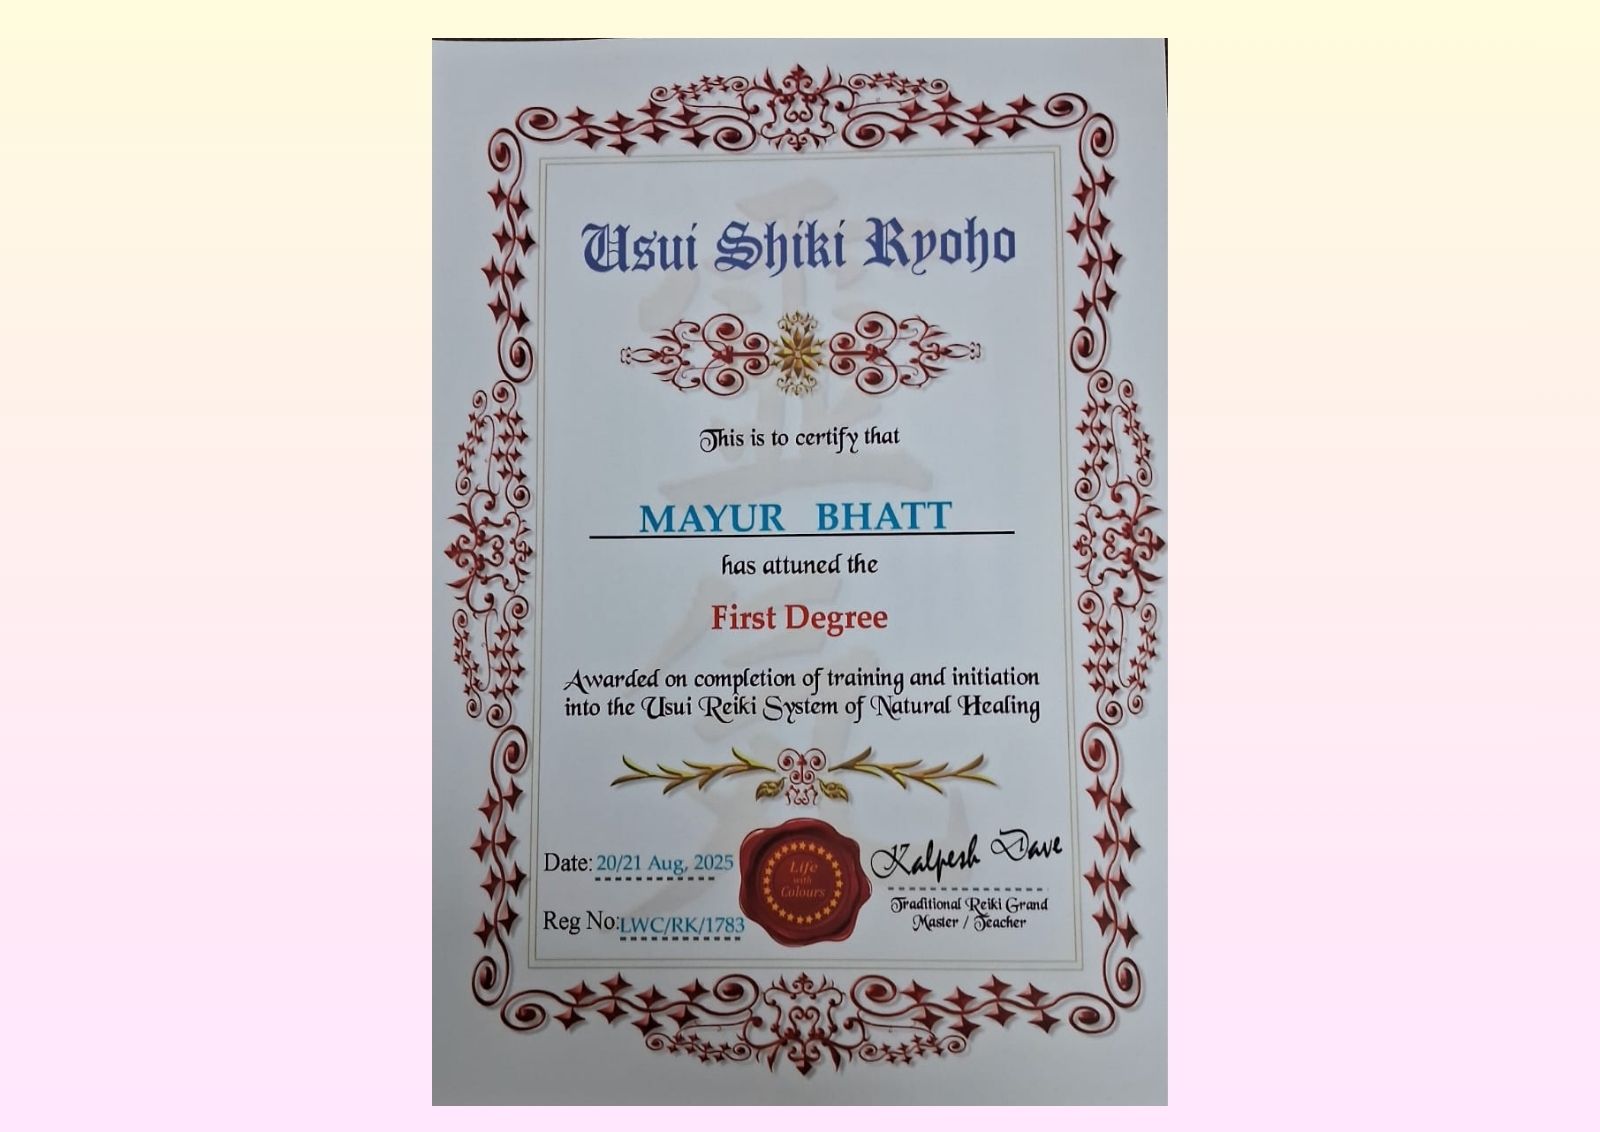 Usui Shiki Ryoho
This is to certify that
MAYUR BHATT
has attuned the
First Degree
Awarded on completion of training and initiation
into the Usui Reiki System of Natural Healing
Date: 20/21 Aug, 2025
Reg No:LWC/RK/1783
Life
with
Colours
Kalpesh Dave
Traditional Reiki Grand
Master / Teacher